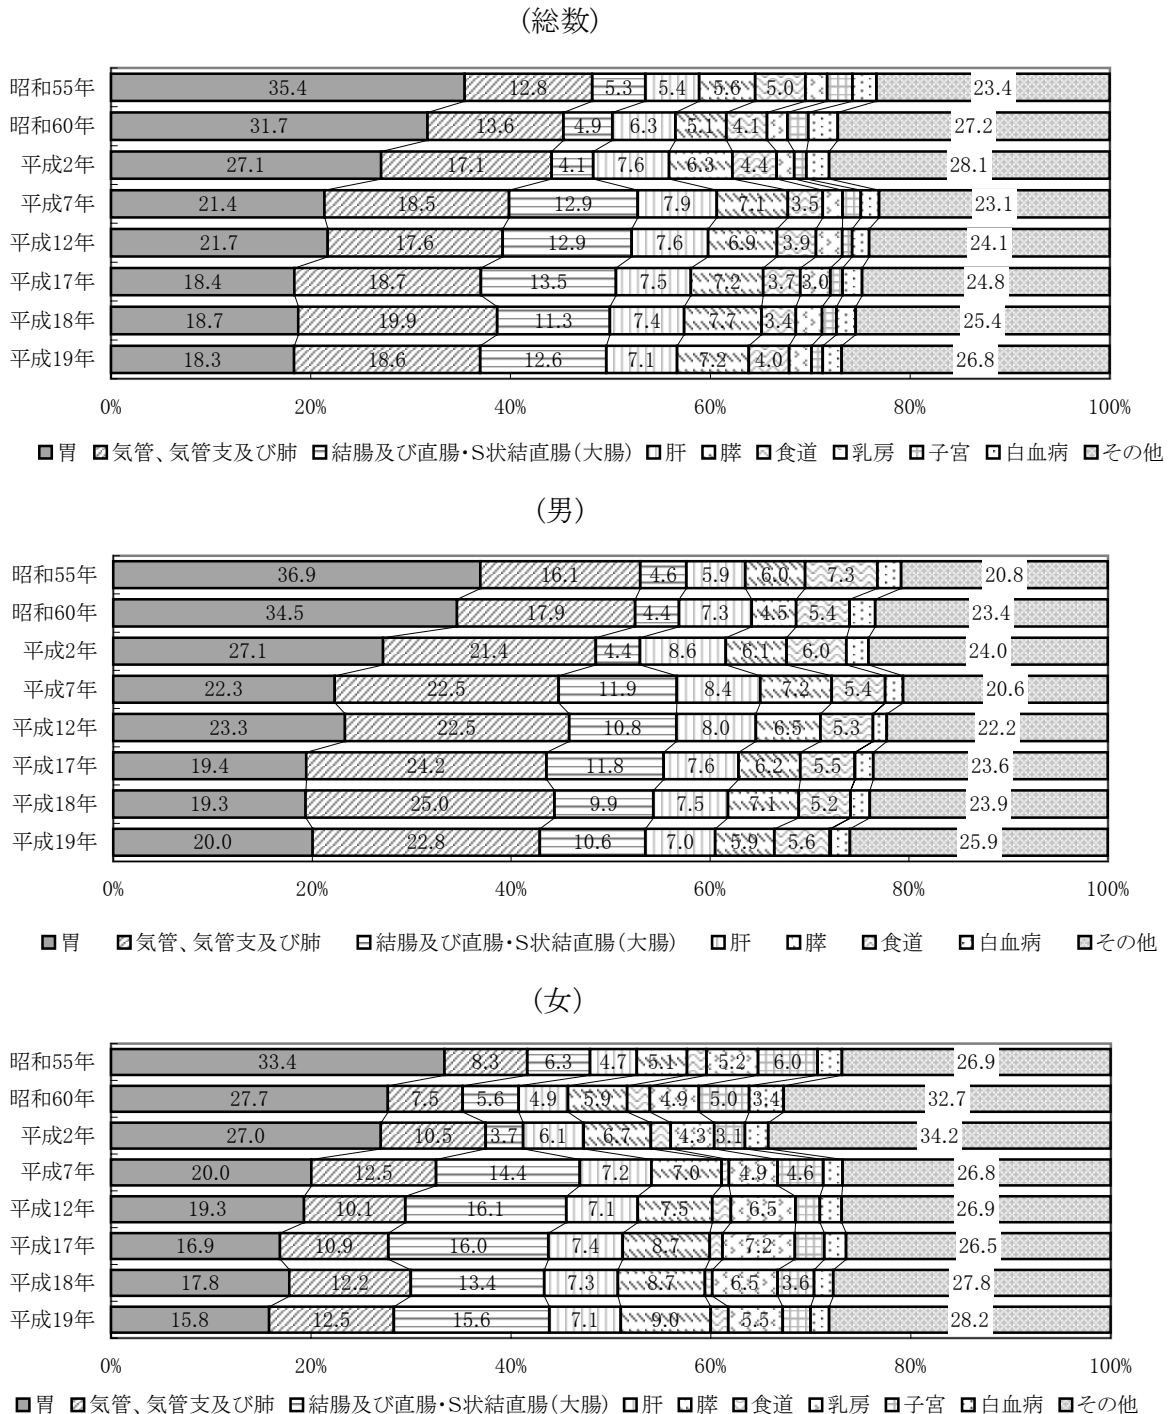 (総数)
昭和55年 35.4 12.8 5.3 5.4 5.6 5.0 23.4
昭和60年 31.7 13.6 4.9 6.3 5.1 4.1 27.2
平成2年 27.1 17.1 4.1 7.6 6.3 4.4 28.1
平成7年 21.4 18.5 12.9 7.9 7.1 3.5 23.1
平成12年 21.7 17.6 12.9 7.6 6.9 3.9 24.1
平成17年 18.4 18.7 13.5 7.5 7.2 3.7 3.0 24.8
平成18年 18.7 19.9 11.3 7.4 7.7 3.4 25.4
平成19年 18.3 18.6 12.6 7.1 7.2 4.0 26.8
0% 20% 40% 60% 80% 100%
胃 気管、気管支及び肺 結腸及び直腸・S状結直腸(大腸) 肝 膵 食道 乳房 子宮 白血病 その他
(男)
昭和55年 36.9 16.1 4.6 5.9 6.0 7.3 20.8
昭和60年 34.5 17.9 4.4 7.3 4.5 5.4 23.4
平成2年 27.1 21.4 4.4 8.6 6.1 6.0 24.0
平成7年 22.3 22.5 11.9 8.4 7.2 5.4 20.6
平成12年 23.3 22.5 10.8 8.0 6.5 5.3 22.2
平成17年 19.4 24.2 11.8 7.6 6.2 5.5 23.6
平成18年 19.3 25.0 9.9 7.5 7.1 5.2 23.9
平成19年 20.0 22.8 10.6 7.0 5.9 5.6 25.9
0% 20% 40% 60% 80% 100%
胃 気管、気管支及び肺 結腸及び直腸・S状結直腸(大腸) 肝 膵 食道 白血病 その他
(女)
昭和55年 33.4 8.3 6.3 4.7 5.1 5.2 6.0 26.9
昭和60年 27.7 7.5 5.6 4.9 5.9 4.9 5.0 3.4 32.7
平成2年 27.0 10.5 3.7 6.1 6.7 4.3 3.1 34.2
平成7年 20.0 12.5 14.4 7.2 7.0 4.9 4.6 26.8
平成12年 19.3 10.1 16.1 7.1 7.5 6.5 26.9
平成17年 16.9 10.9 16.0 7.4 8.7 7.2 26.5
平成18年 17.8 12.2 13.4 7.3 8.7 6.5 3.6 27.8
平成19年 15.8 12.5 15.6 7.1 9.0 5.5 28.2
0% 20% 40% 60% 80% 100%
胃 気管、気管支及び肺 結腸及び直腸・S状結直腸(大腸) 肝 膵 食道 乳房 子宮 白血病 その他